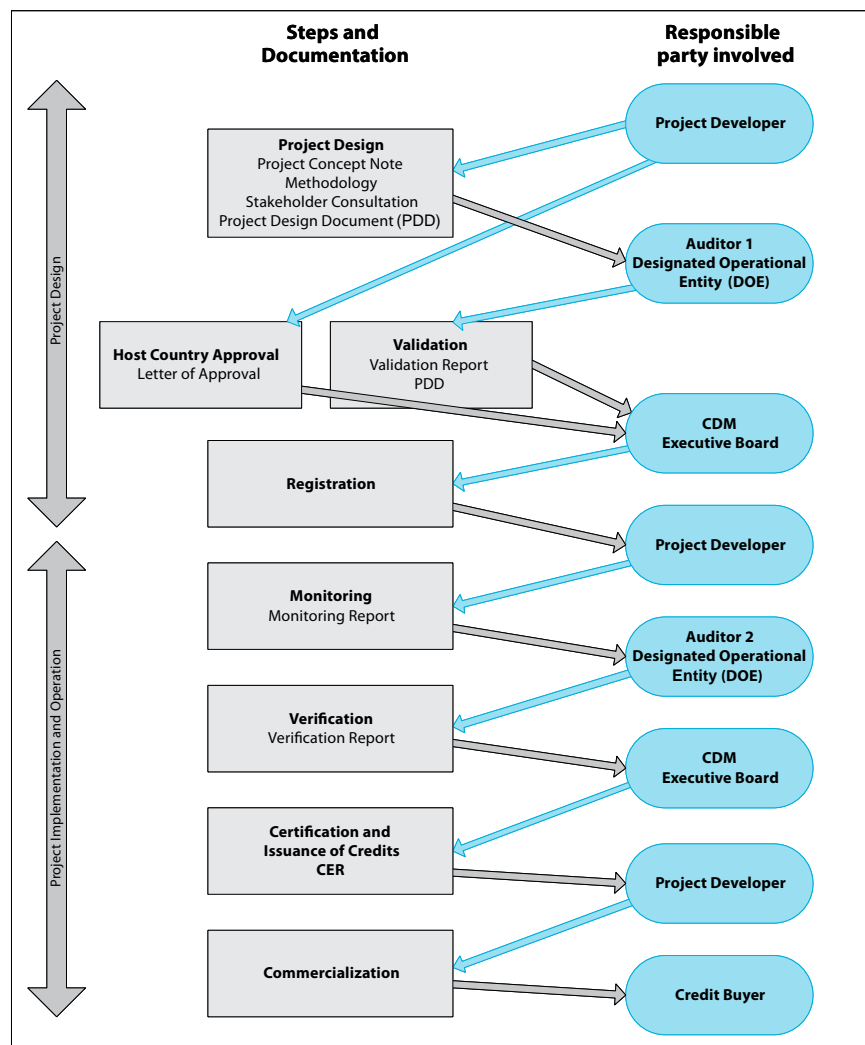 Steps and
Documentation
Responsible
party involved
Project Developer
Project Design
Project Concept Note
Methodology
Stakeholder Consultation
Project Design Document (PDD)
Auditor 1
Designated Operational
Entity (DOE)
Project Design
Host Country Approval
Letter of Approval
Validation
Validation Report
PDD
CDM
Executive Board
Registration
Project Developer
Monitoring
Monitoring Report
Auditor 2
Designated Operational
Entity (DOE)
Project Implementation and Operation
Verification
Verification Report
CDM
Executive Board
Certification and
Issuance of Credits
CER
Project Developer
Commercialization
Credit Buyer